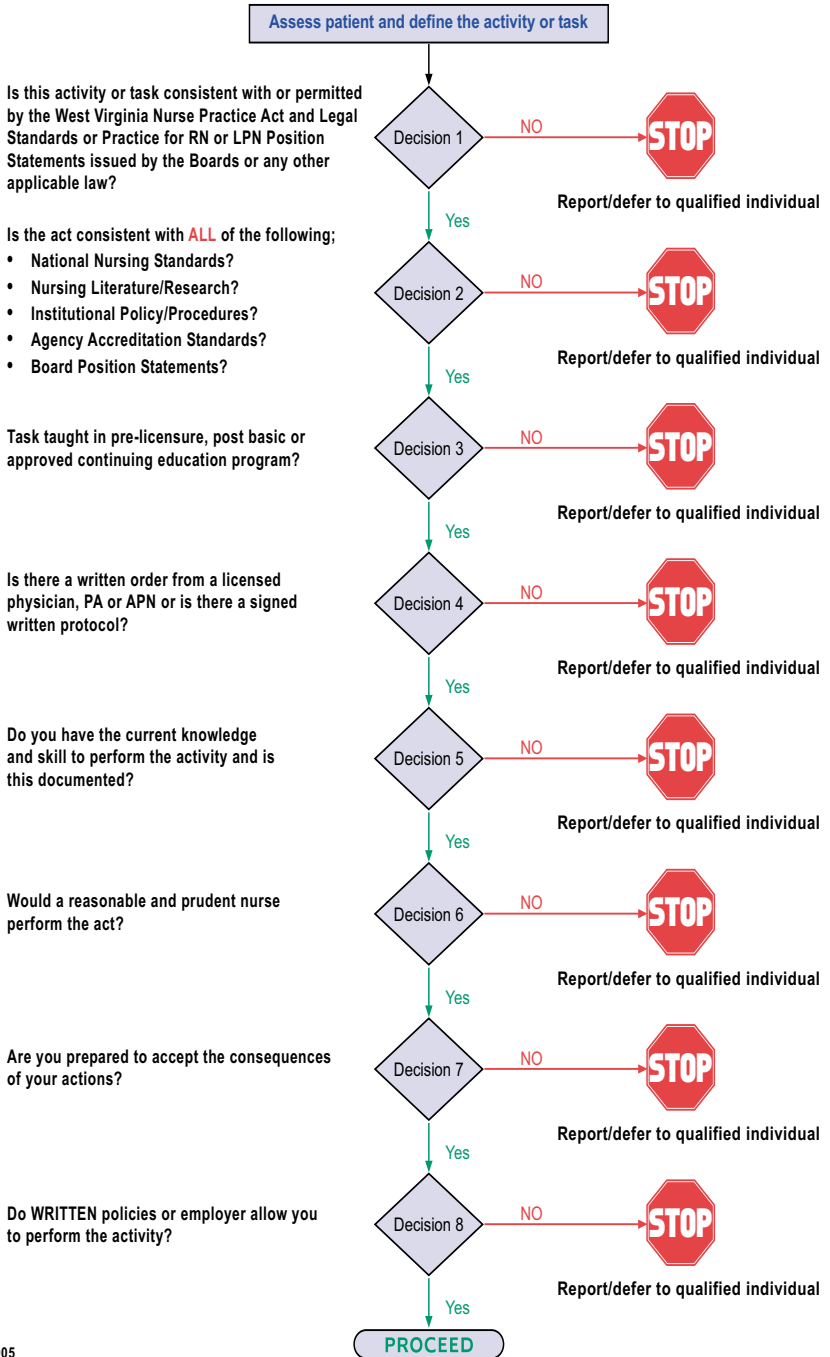 Assess patient and define the activity or task
Is this activity or task consistent with or permitted
by the West Virginia Nurse Practice Act and Legal
Standards or Practice for RN or LPN Position
Statements issued by the Boards or any other
applicable law?
Decision 1
NO
STOP
Report/defer to qualified individual
Yes
Is the act consistent with ALL of the following;
• National Nursing Standards?
• Nursing Literature/Research?
• Institutional Policy/Procedures?
• Agency Accreditation Standards?
• Board Position Statements?
Decision 2
NO
STOP
Report/defer to qualified individual
Yes
Task taught in pre-licensure, post basic or
approved continuing education program?
Decision 3
NO
STOP
Report/defer to qualified individual
Yes
Is there a written order from a licensed
physician, PA or APN or is there a signed
written protocol?
Decision 4
NO
STOP
Report/defer to qualified individual
Yes
Do you have the current knowledge
and skill to perform the activity and is
this documented?
Decision 5
NO
STOP
Report/defer to qualified individual
Yes
Would a reasonable and prudent nurse
perform the act?
Decision 6
NO
STOP
Report/defer to qualified individual
Yes
Are you prepared to accept the consequences
of your actions?
Decision 7
NO
STOP
Report/defer to qualified individual
Yes
Do WRITTEN policies or employer allow you
to perform the activity?
Decision 8
NO
STOP
Report/defer to qualified individual
Yes
PROCEED